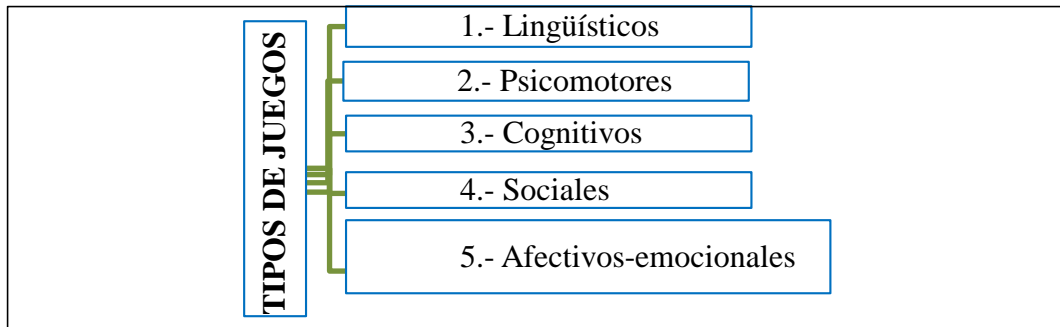 TIPOS DE JUEGOS
1.- Lingüísticos
2.- Psicomotores
3.- Cognitivos
4.- Sociales
5.- Afectivos-emocionales